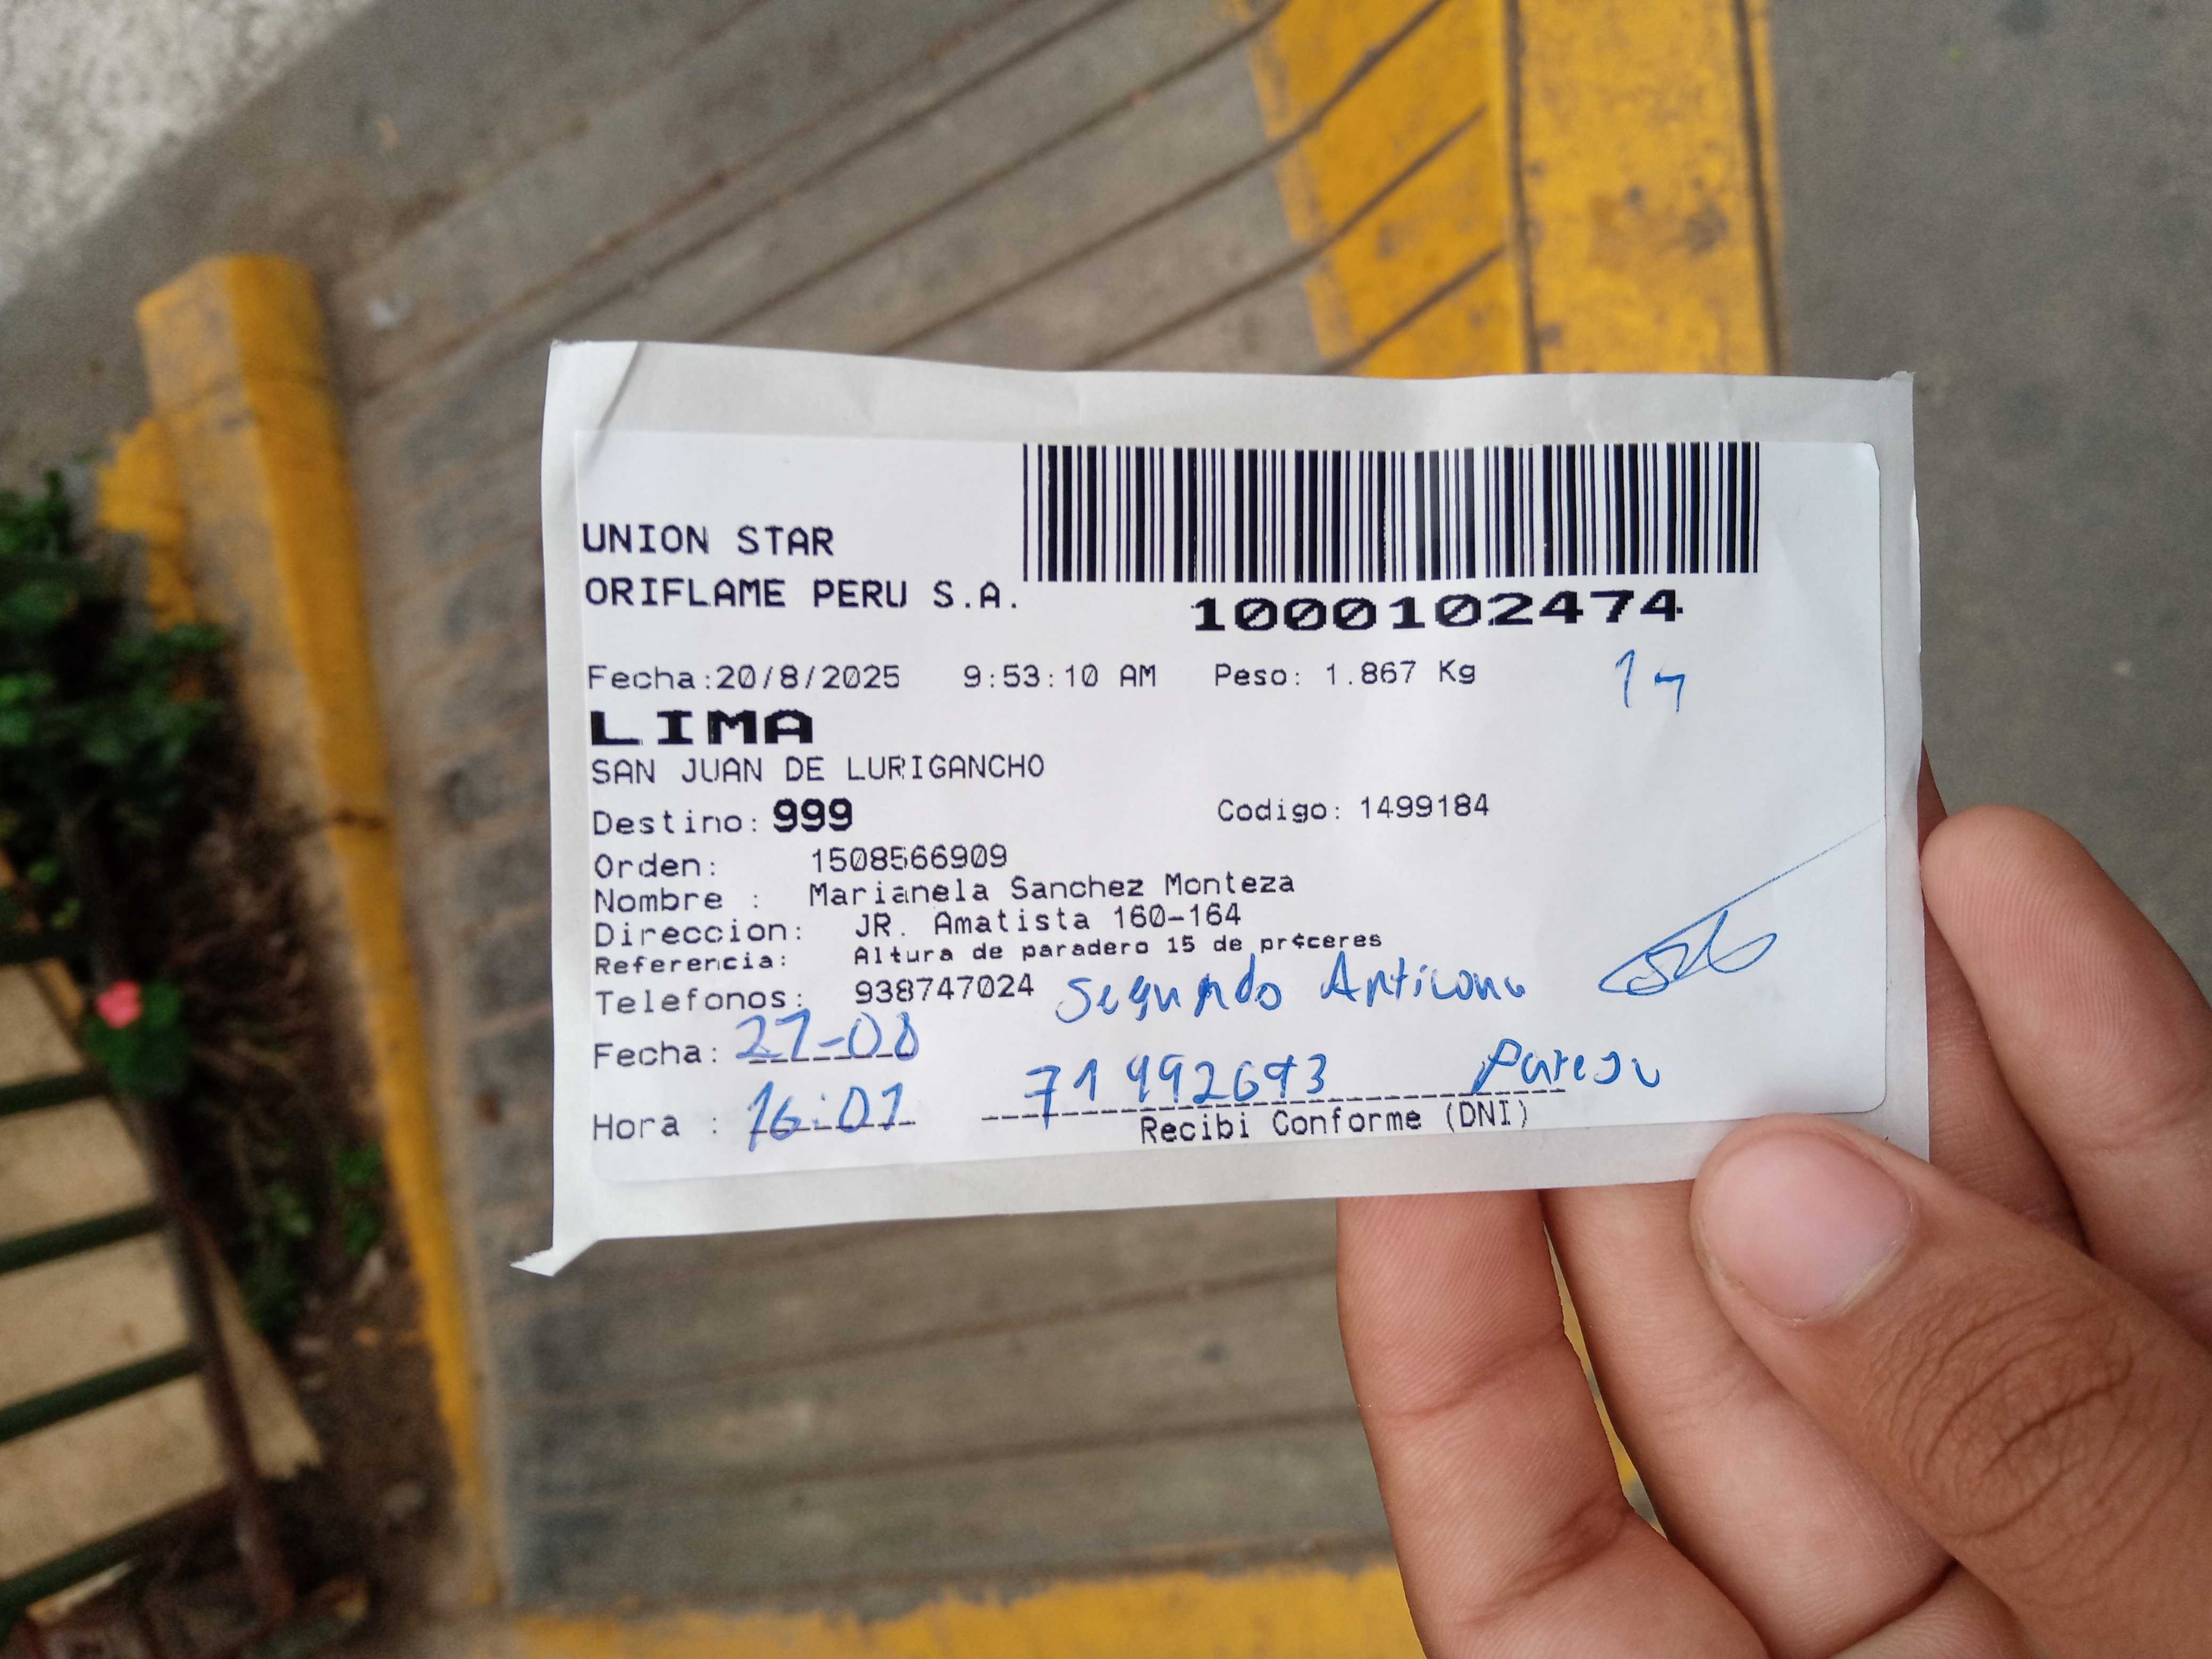 UNION STAR
ORIFLAME PERU S.A.
1000102474
Fecha:20/8/2025 9:53:10 AM Peso: 1.867 Kg
LIMA
SAN JUAN DE LURIGANCHO
Destino: 999 Codigo: 1499184
Orden: 1508566909
Nombre : Marianela Sanchez Monteza
Direccion: JR. Amatista 160-164
Referencia: Altura de paradero 15 de pr¢ceres
Telefonos: 938747024 Segundo Anticona
Fecha: 27-08
Hora : 16:01
Recibi Conforme (DNI)